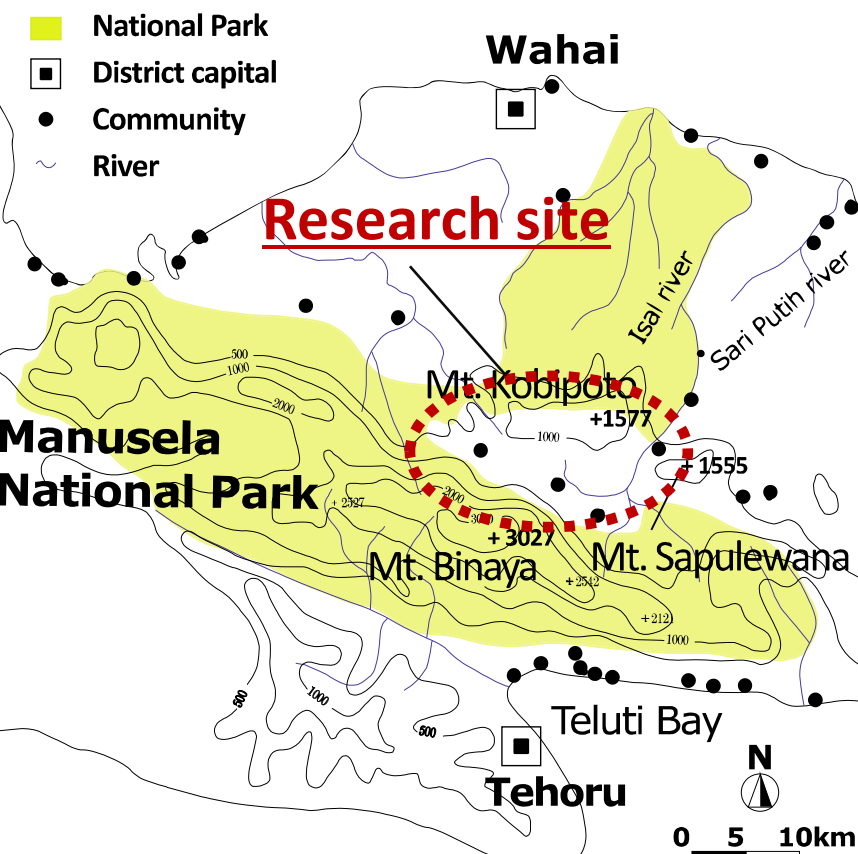 National Park
District capital
Community
River
Wahai
Research site
Isal river
Sari Putih river
500
1000
2000
Mt. Kobipoto
+1577
1000
+ 1555
Manusela
National Park
+2527
2000
+ 3027
Mt. Binaya
Mt. Sapulewana
+2542
+2121
1000
500
1000
500
Teluti Bay
Tehoru
N
0 5 10km